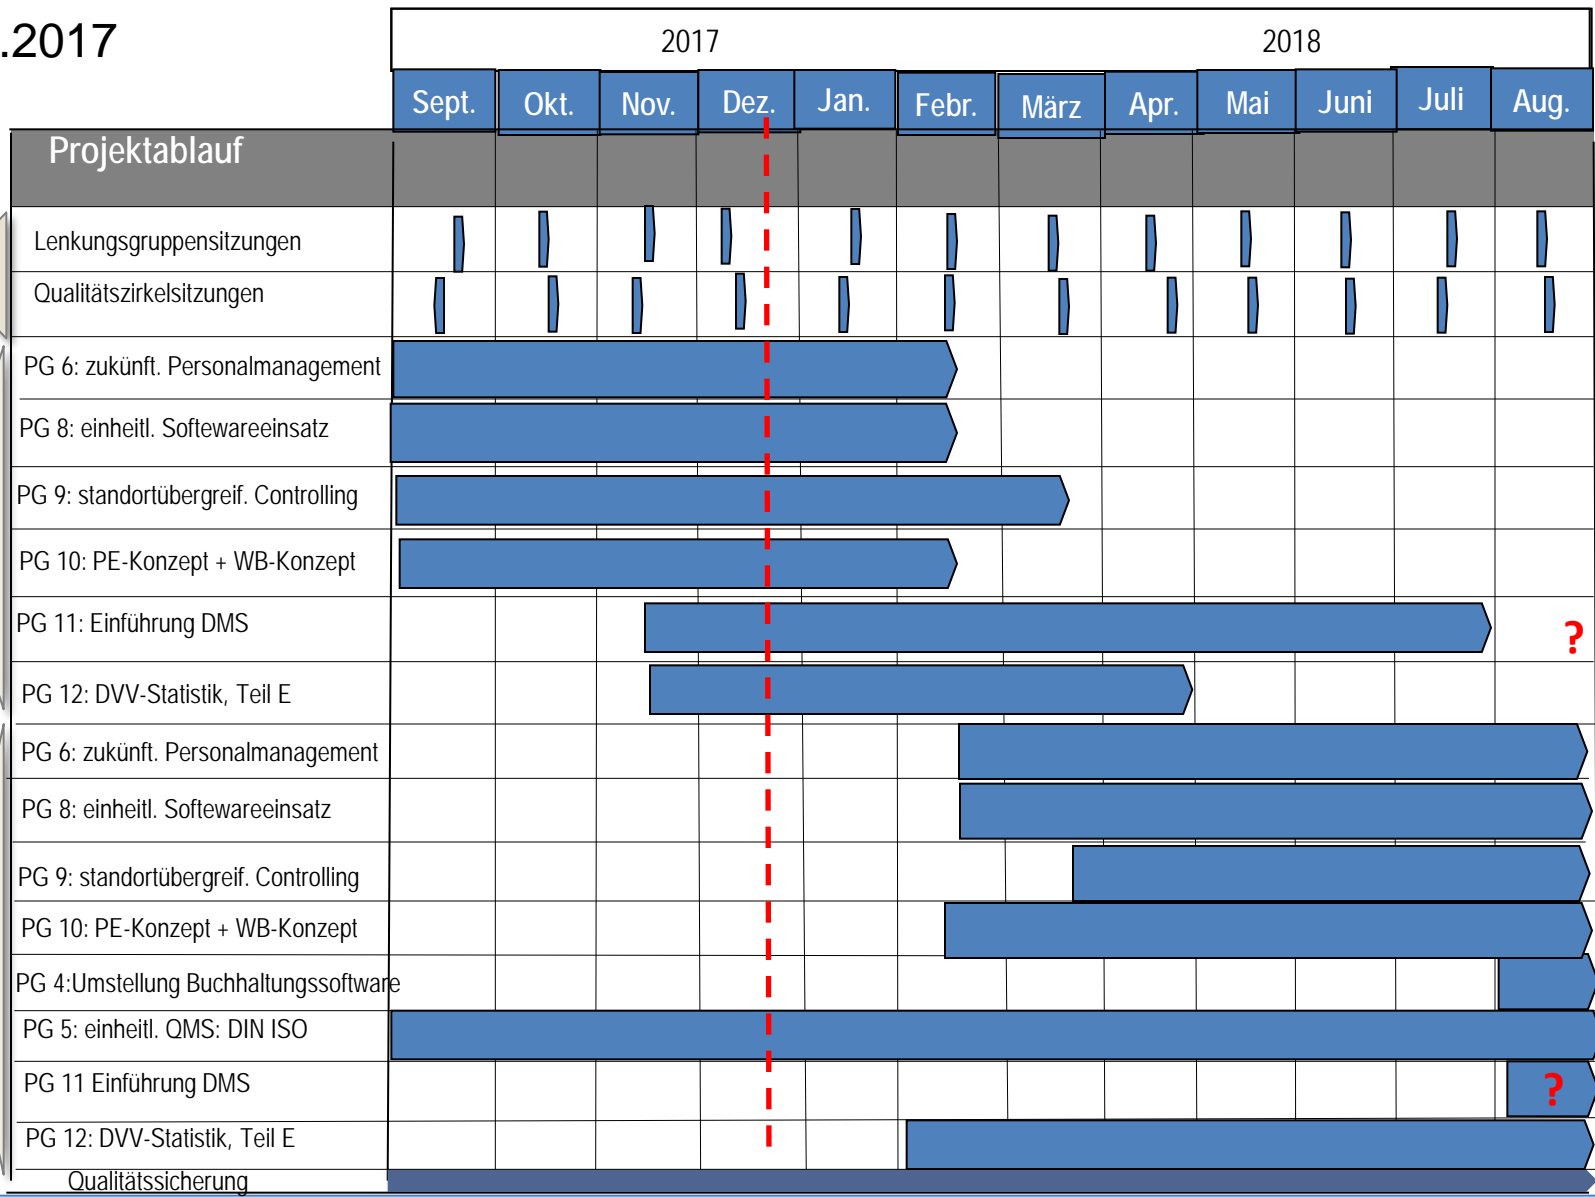 .2017
2017 2018
Sept. Okt. Nov. Dez. Jan. Febr. März Apr. Mai Juni Juli Aug.
Projektablauf
Lenkungsgruppensitzungen
Qualitätszirkelsitzungen
PG 6: zukünft. Personalmanagement
PG 8: einheitl. Softewareeinsatz
PG 9: standortübergreif. Controlling
PG 10: PE-Konzept + WB-Konzept
PG 11: Einführung DMS ?
PG 12: DVV-Statistik, Teil E
PG 6: zukünft. Personalmanagement
PG 8: einheitl. Softewareeinsatz
PG 9: standortübergreif. Controlling
PG 10: PE-Konzept + WB-Konzept
PG 4:Umstellung Buchhaltungssoftware
PG 5: einheitl. QMS: DIN ISO
PG 11 Einführung DMS ?
PG 12: DVV-Statistik, Teil E
Qualitätssicherung